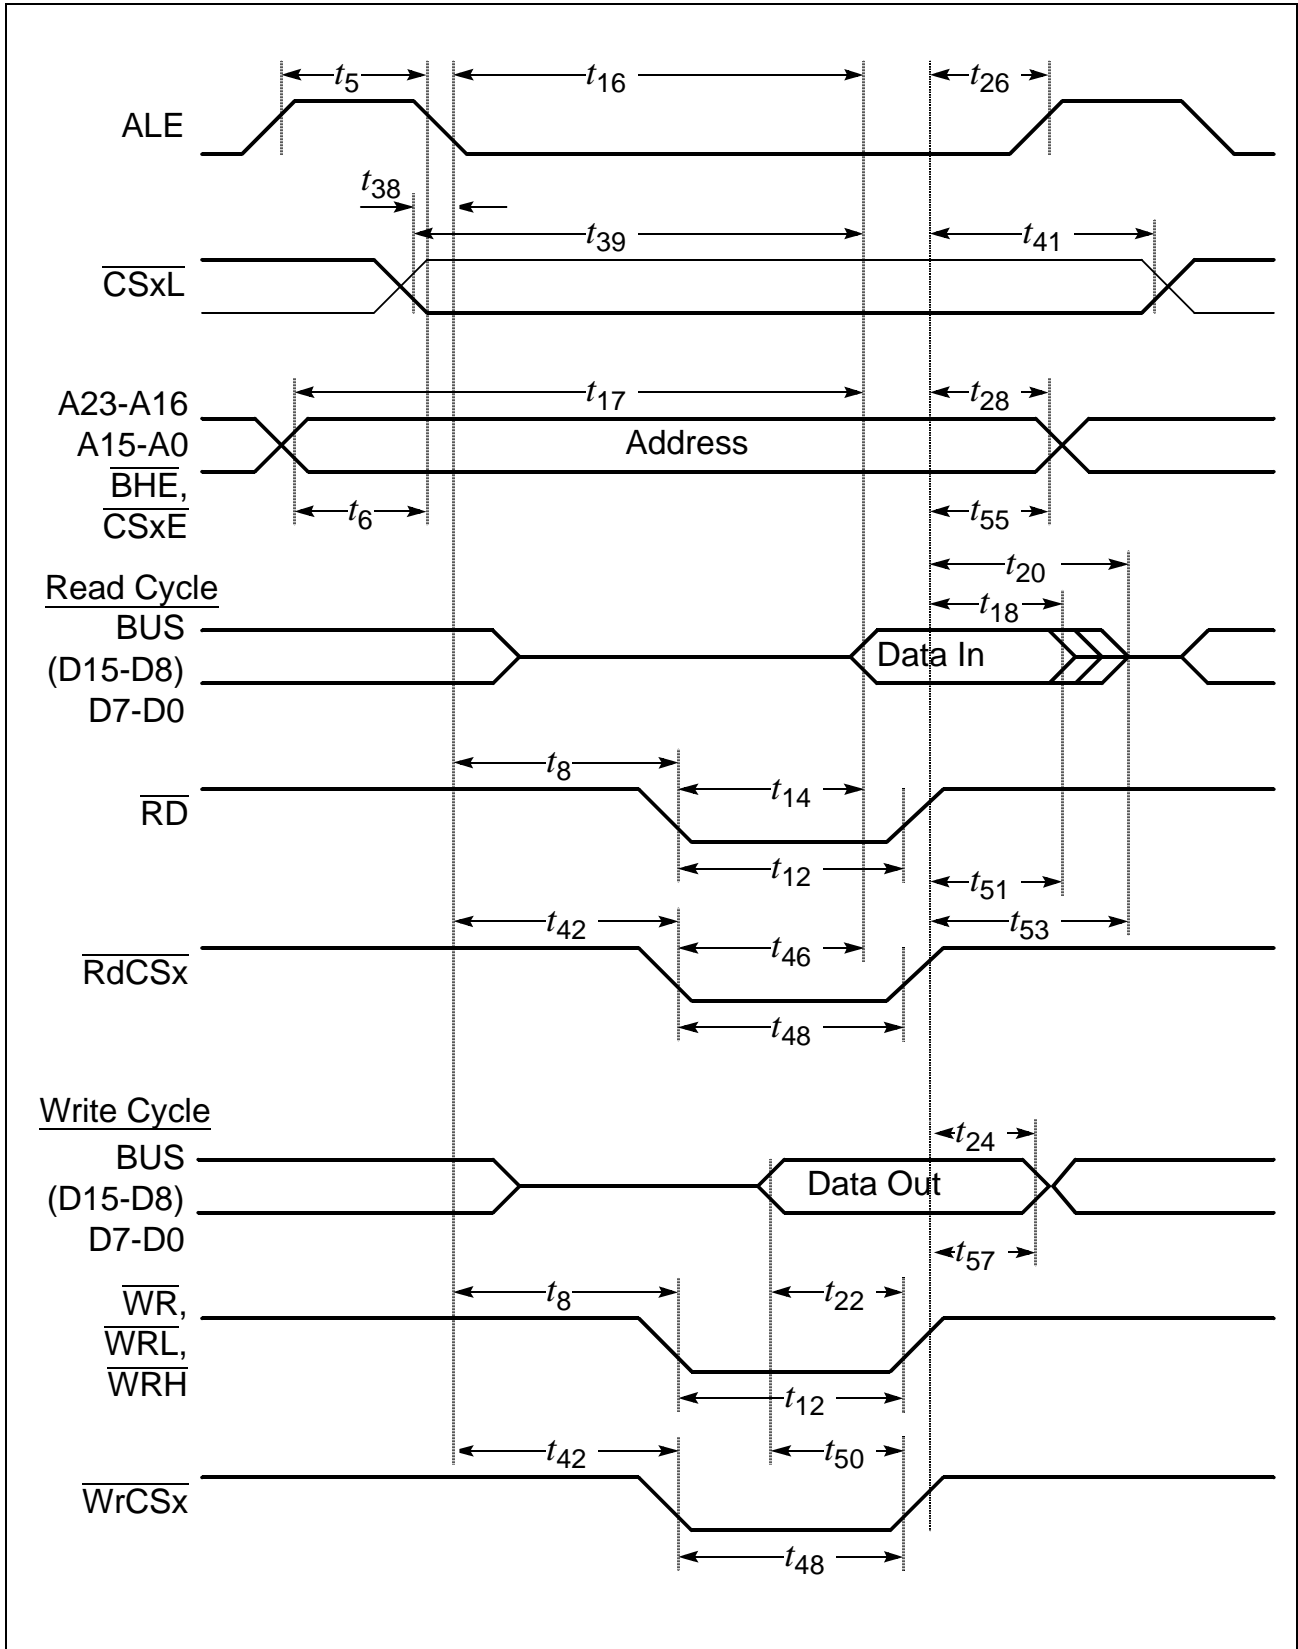 t5 t16 t26
ALE
t38
t39 t41
CSxL
t17 t28
A23-A16
A15-A0
Address
BHE,
CSxE
t6 t55
t20
Read Cycle
t18
BUS
(D15-D8)
D7-D0
Data In
t8
t14
RD
t12
t51
t42
t53
t46
RdCSx
t48
Write Cycle
t24
BUS
(D15-D8)
D7-D0
Data Out
t57
t8 t22
WR,
WRL,
WRH
t12
t42 t50
WrCSx
t48